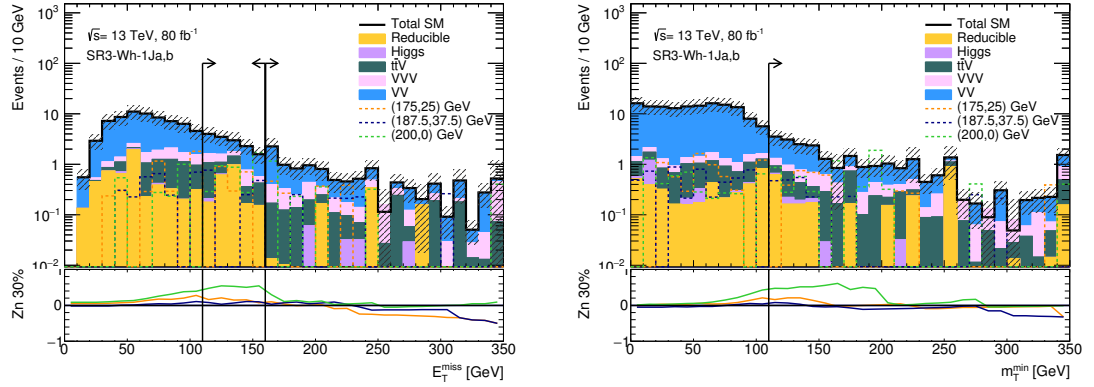 Events / 10 GeV
10⁴
10³
10²
10
1
10⁻¹
10⁻²
√s= 13 TeV, 80 fb⁻¹
SR3-Wh-1Ja,b
Total SM
Reducible
Higgs
tt̄V
VVV
VV
(175,25) GeV
(187.5,37.5) GeV
(200,0) GeV
Zn 30%
1
0
−1
0 50 100 150 200 250 300 350
E_T^miss [GeV]
Events / 10 GeV
10⁴
10³
10²
10
1
10⁻¹
10⁻²
√s= 13 TeV, 80 fb⁻¹
SR3-Wh-1Ja,b
Total SM
Reducible
Higgs
tt̄V
VVV
VV
(175,25) GeV
(187.5,37.5) GeV
(200,0) GeV
Zn 30%
1
0
−1
0 50 100 150 200 250 300 350
m_T^min [GeV]